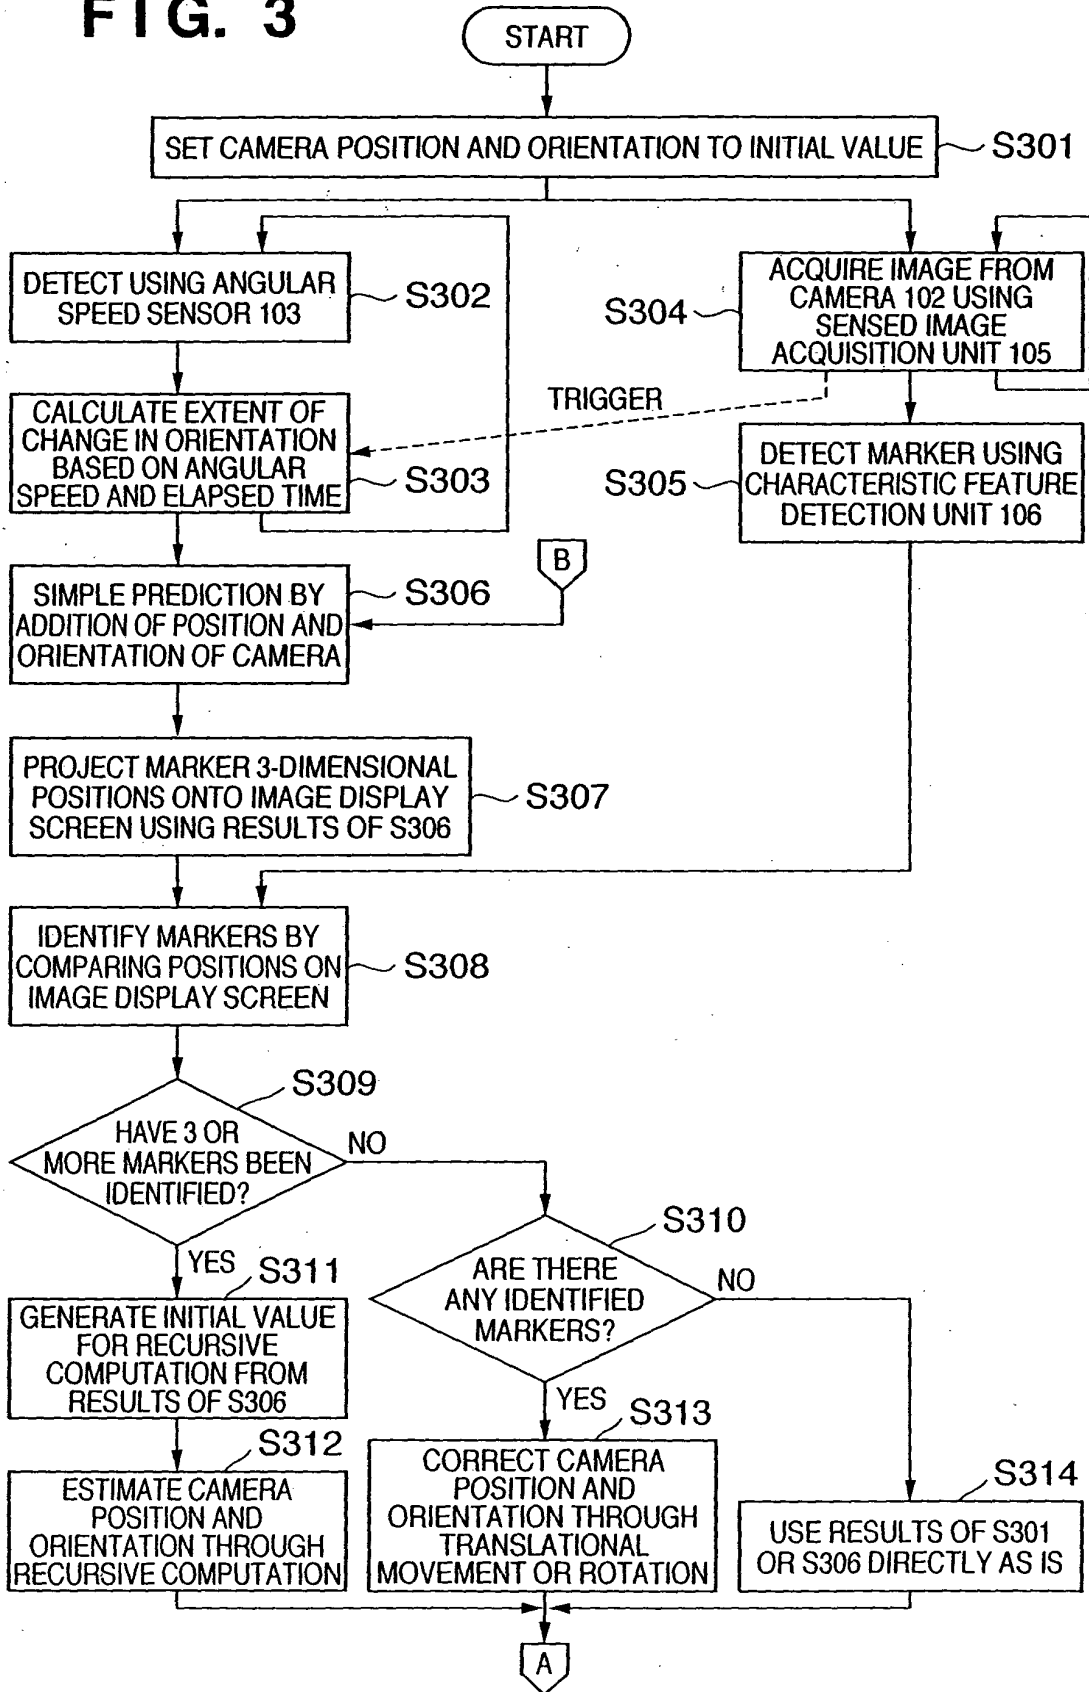 FIG. 3
START
SET CAMERA POSITION AND ORIENTATION TO INITIAL VALUE
S301
DETECT USING ANGULAR
SPEED SENSOR 103
S302
S304
ACQUIRE IMAGE FROM
CAMERA 102 USING
SENSED IMAGE
ACQUISITION UNIT 105
TRIGGER
CALCULATE EXTENT OF
CHANGE IN ORIENTATION
BASED ON ANGULAR
SPEED AND ELAPSED TIME
S303
S305
DETECT MARKER USING
CHARACTERISTIC FEATURE
DETECTION UNIT 106
B
SIMPLE PREDICTION BY
ADDITION OF POSITION AND
ORIENTATION OF CAMERA
S306
PROJECT MARKER 3-DIMENSIONAL
POSITIONS ONTO IMAGE DISPLAY
SCREEN USING RESULTS OF S306
S307
IDENTIFY MARKERS BY
COMPARING POSITIONS ON
IMAGE DISPLAY SCREEN
S308
S309
HAVE 3 OR
MORE MARKERS BEEN
IDENTIFIED?
NO
YES
S310
ARE THERE
ANY IDENTIFIED
MARKERS?
NO
YES
S311
GENERATE INITIAL VALUE
FOR RECURSIVE
COMPUTATION FROM
RESULTS OF S306
S312
ESTIMATE CAMERA
POSITION AND
ORIENTATION THROUGH
RECURSIVE COMPUTATION
S313
CORRECT CAMERA
POSITION AND
ORIENTATION THROUGH
TRANSLATIONAL
MOVEMENT OR ROTATION
S314
USE RESULTS OF S301
OR S306 DIRECTLY AS IS
A